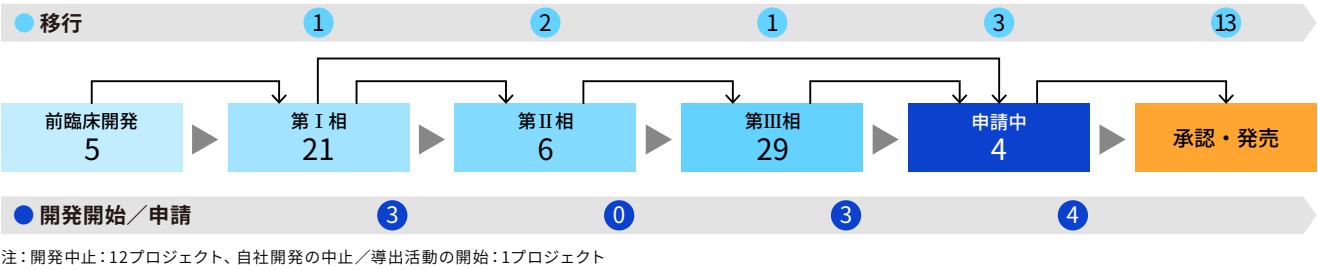 移行 1 2 1 3 13
前臨床開発 第Ⅰ相 第Ⅱ相 第Ⅲ相 申請中 承認・発売
5 21 6 29 4
開発開始／申請 3 0 3 4
注：開発中止：12プロジェクト、自社開発の中止／導出活動の開始：1プロジェクト